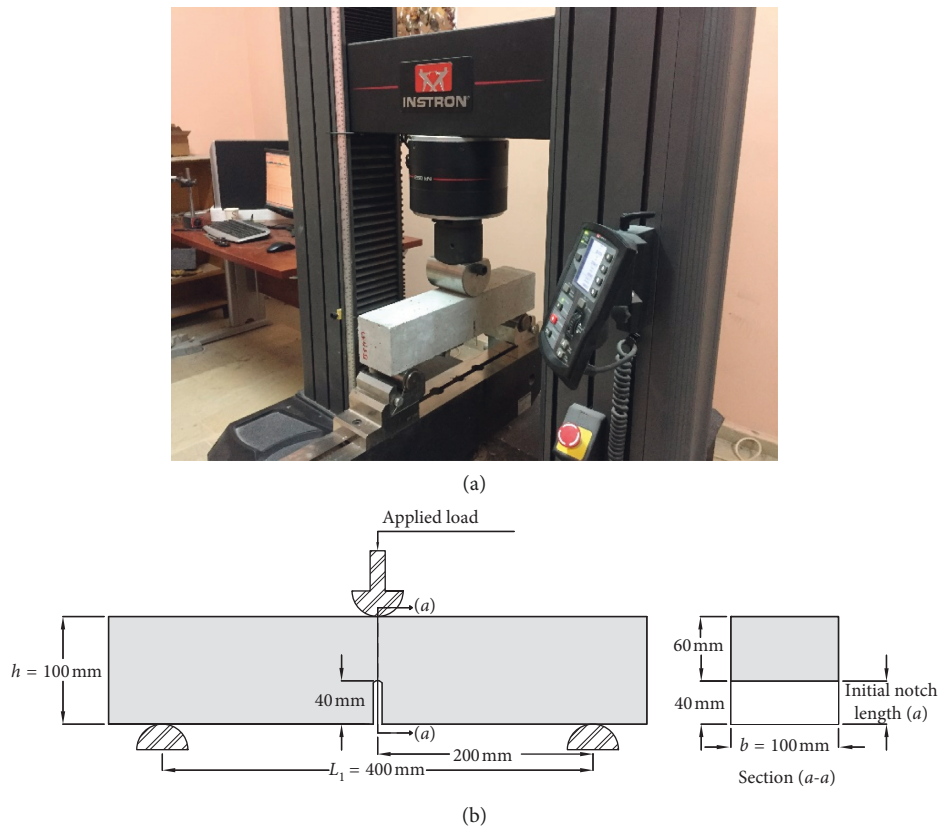 INSTRON
(a)
Applied load
(a)
h = 100 mm
40 mm
(a)
200 mm
L₁ = 400 mm
60 mm
40 mm
Initial notch
length (a)
b = 100 mm
Section (a-a)
(b)